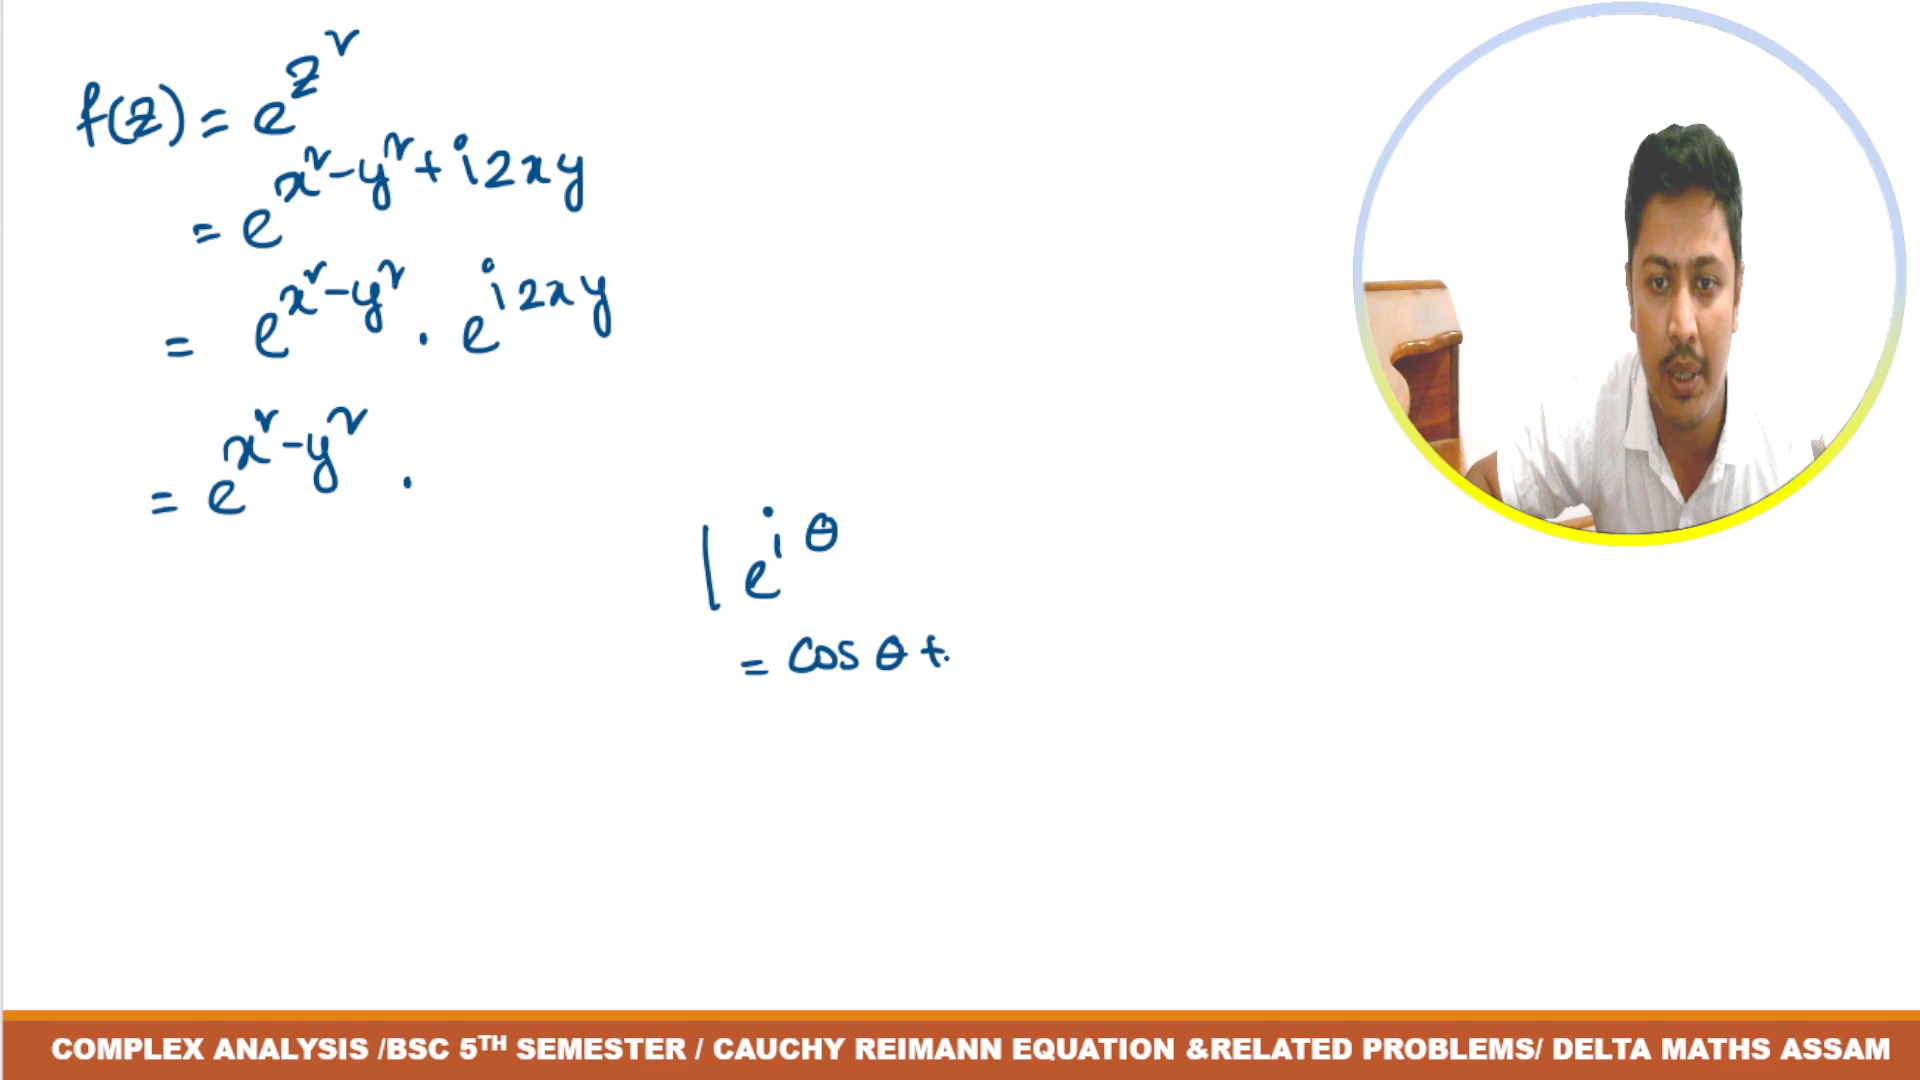 f(z) = e^{z^2}
= e^{x^2-y^2+i2xy}
= e^{x^2-y^2} . e^{i2xy}
= e^{x^2-y^2} .
| e^{iθ}
= cos θ +
COMPLEX ANALYSIS /BSC 5TH SEMESTER / CAUCHY REIMANN EQUATION &RELATED PROBLEMS/ DELTA MATHS ASSAM